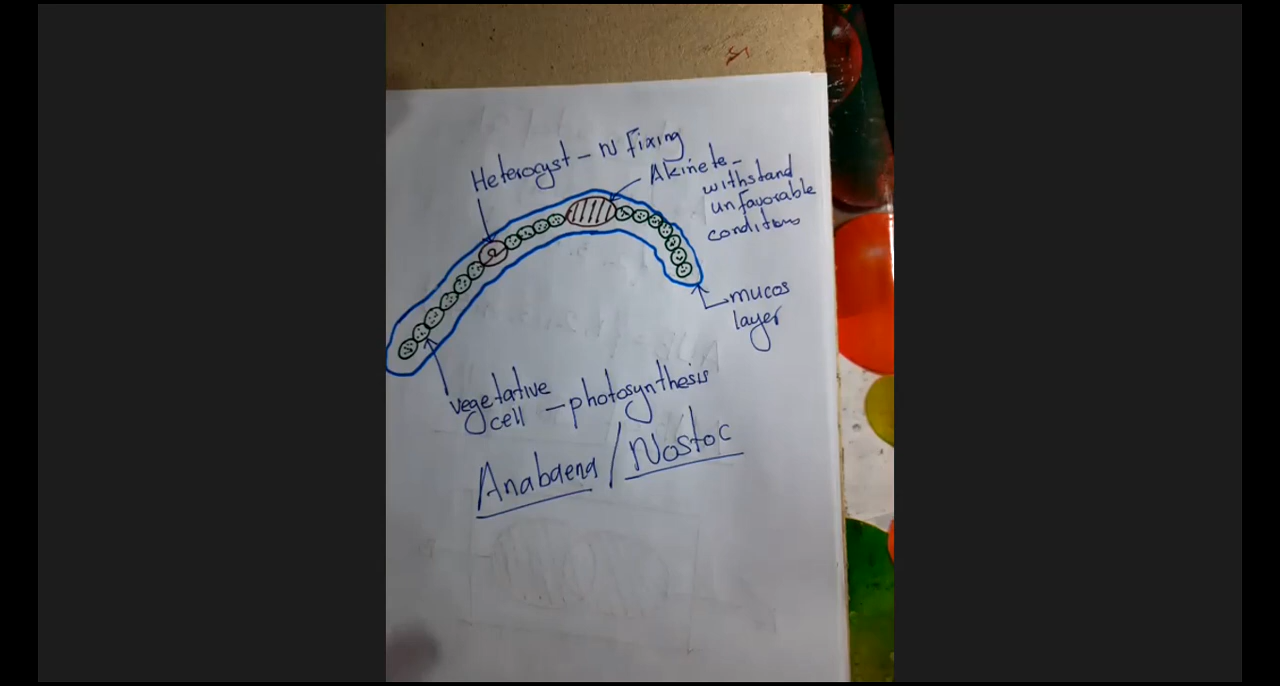 Heterocyst - N fixing
Akinete -
withstand
unfavorable
conditions
mucos
layer
vegetative
cell - photosynthesis
Anabaena / Nostoc